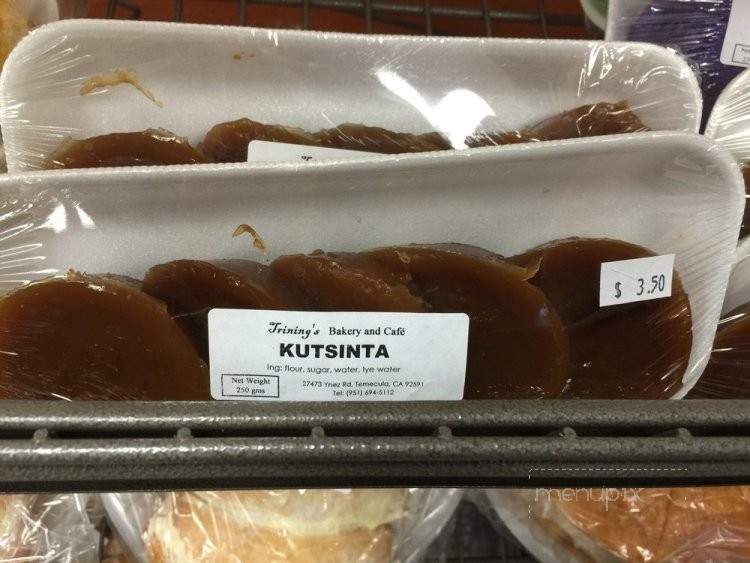 $ 3.50
Trining's Bakery and Café
KUTSINTA
Ing: flour, sugar, water, lye water
Net Weight
250 gms
27473 Ynez Rd. Temecula, CA 92591
Tel: (951) 694-5112
menupix